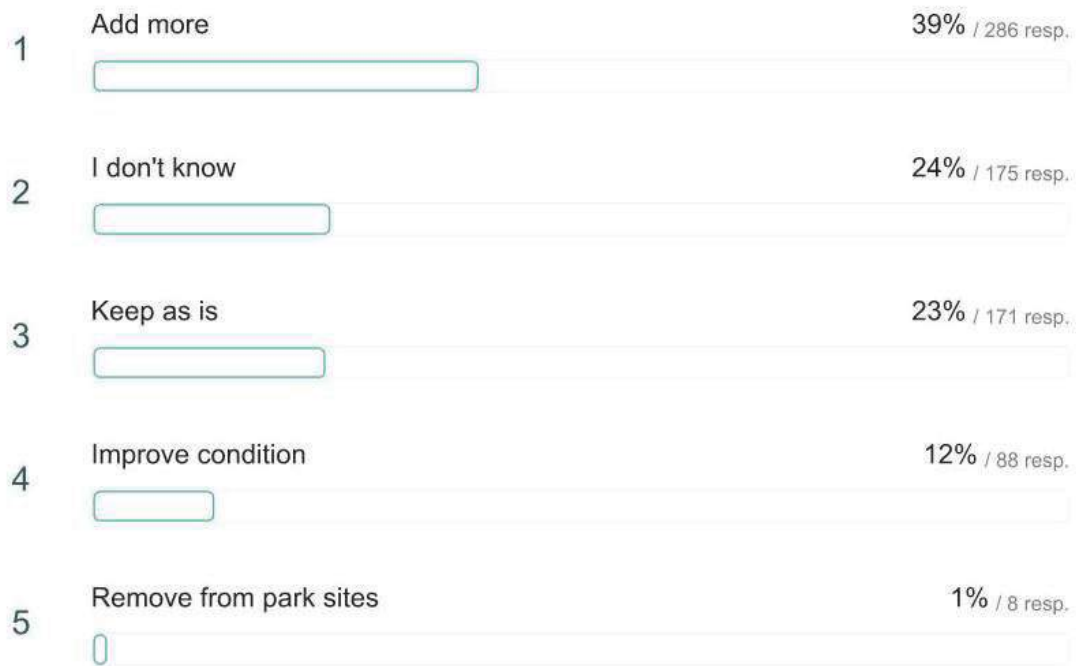 1 Add more 39% / 286 resp.
2 I don't know 24% / 175 resp.
3 Keep as is 23% / 171 resp.
4 Improve condition 12% / 88 resp.
5 Remove from park sites 1% / 8 resp.